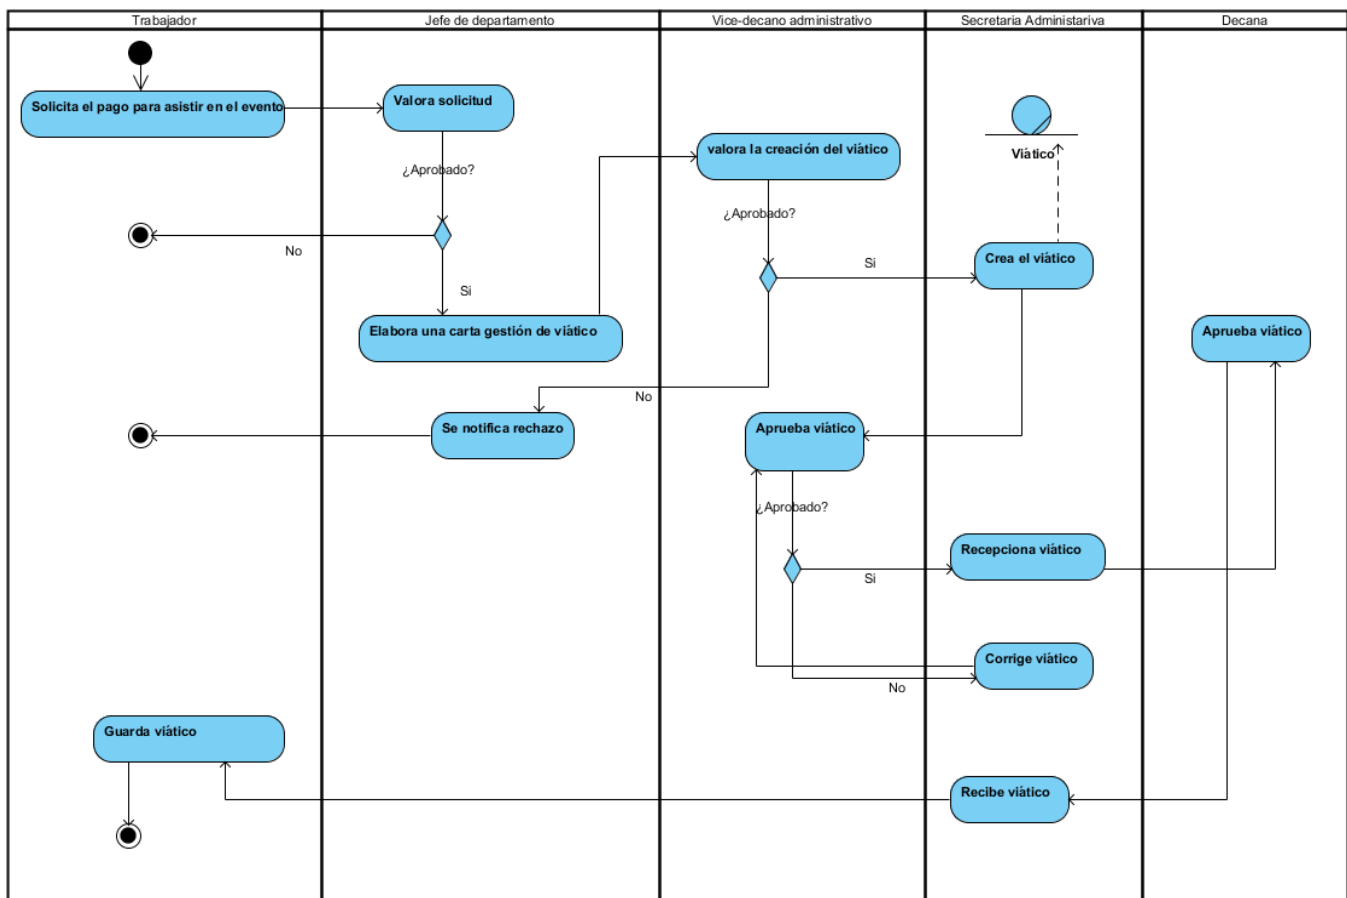 Trabajador
Jefe de departamento
Vice-decano administrativo
Secretaria Administariva
Decana
Solicita el pago para asistir en el evento
Valora solicitud
valora la creación del viático
Viático
¿Aprobado?
¿Aprobado?
No
Si
Crea el viático
Si
Elabora una carta gestión de viático
Aprueba viático
No
Se notifica rechazo
Aprueba viático
¿Aprobado?
Recepciona viático
Si
Corrige viático
No
Guarda viático
Recibe viático